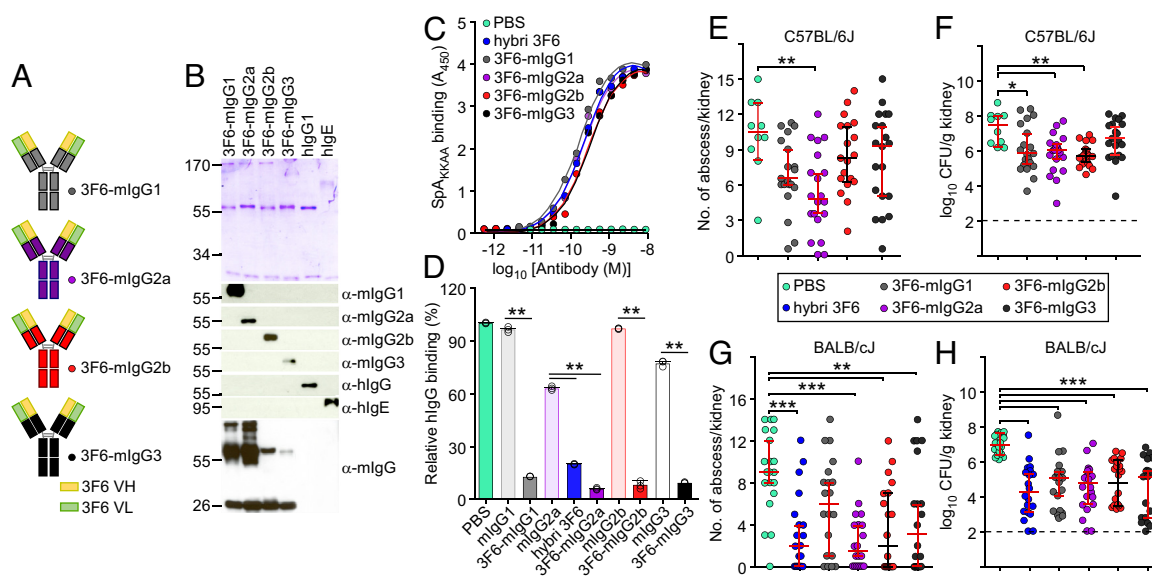 A
3F6-mIgG1
3F6-mIgG2a
3F6-mIgG2b
3F6-mIgG3
3F6 VH
3F6 VL
B
3F6-mIgG1
3F6-mIgG2a
3F6-mIgG2b
3F6-mIgG3
hIgG1
hIgE
170
55
34
26
55
55
55
55
55
95
55
26
α-mIgG1
α-mIgG2a
α-mIgG2b
α-mIgG3
α-hIgG
α-hIgE
α-mIgG
C
PBS
hybri 3F6
3F6-mIgG1
3F6-mIgG2a
3F6-mIgG2b
3F6-mIgG3
SpAKKAA binding (A450)
5
4
3
2
1
0
-12 -11 -10 -9 -8
log10 [Antibody (M)]
D
Relative hIgG binding (%)
120
90
60
30
0
** ** ** **
PBS
mIgG1
3F6-mIgG1
mIgG2a
hybri 3F6
3F6-mIgG2a
mIgG2b
3F6-mIgG2b
mIgG3
3F6-mIgG3
E
C57BL/6J
No. of abscess/kidney
15
12
9
6
3
0
**
F
C57BL/6J
log10 CFU/g kidney
10
8
6
4
2
0
**
*
PBS 3F6-mIgG1 3F6-mIgG2b
hybri 3F6 3F6-mIgG2a 3F6-mIgG3
G
BALB/cJ
No. of abscess/kidney
16
12
8
4
0
**
***
***
H
BALB/cJ
log10 CFU/g kidney
10
8
6
4
2
0
***